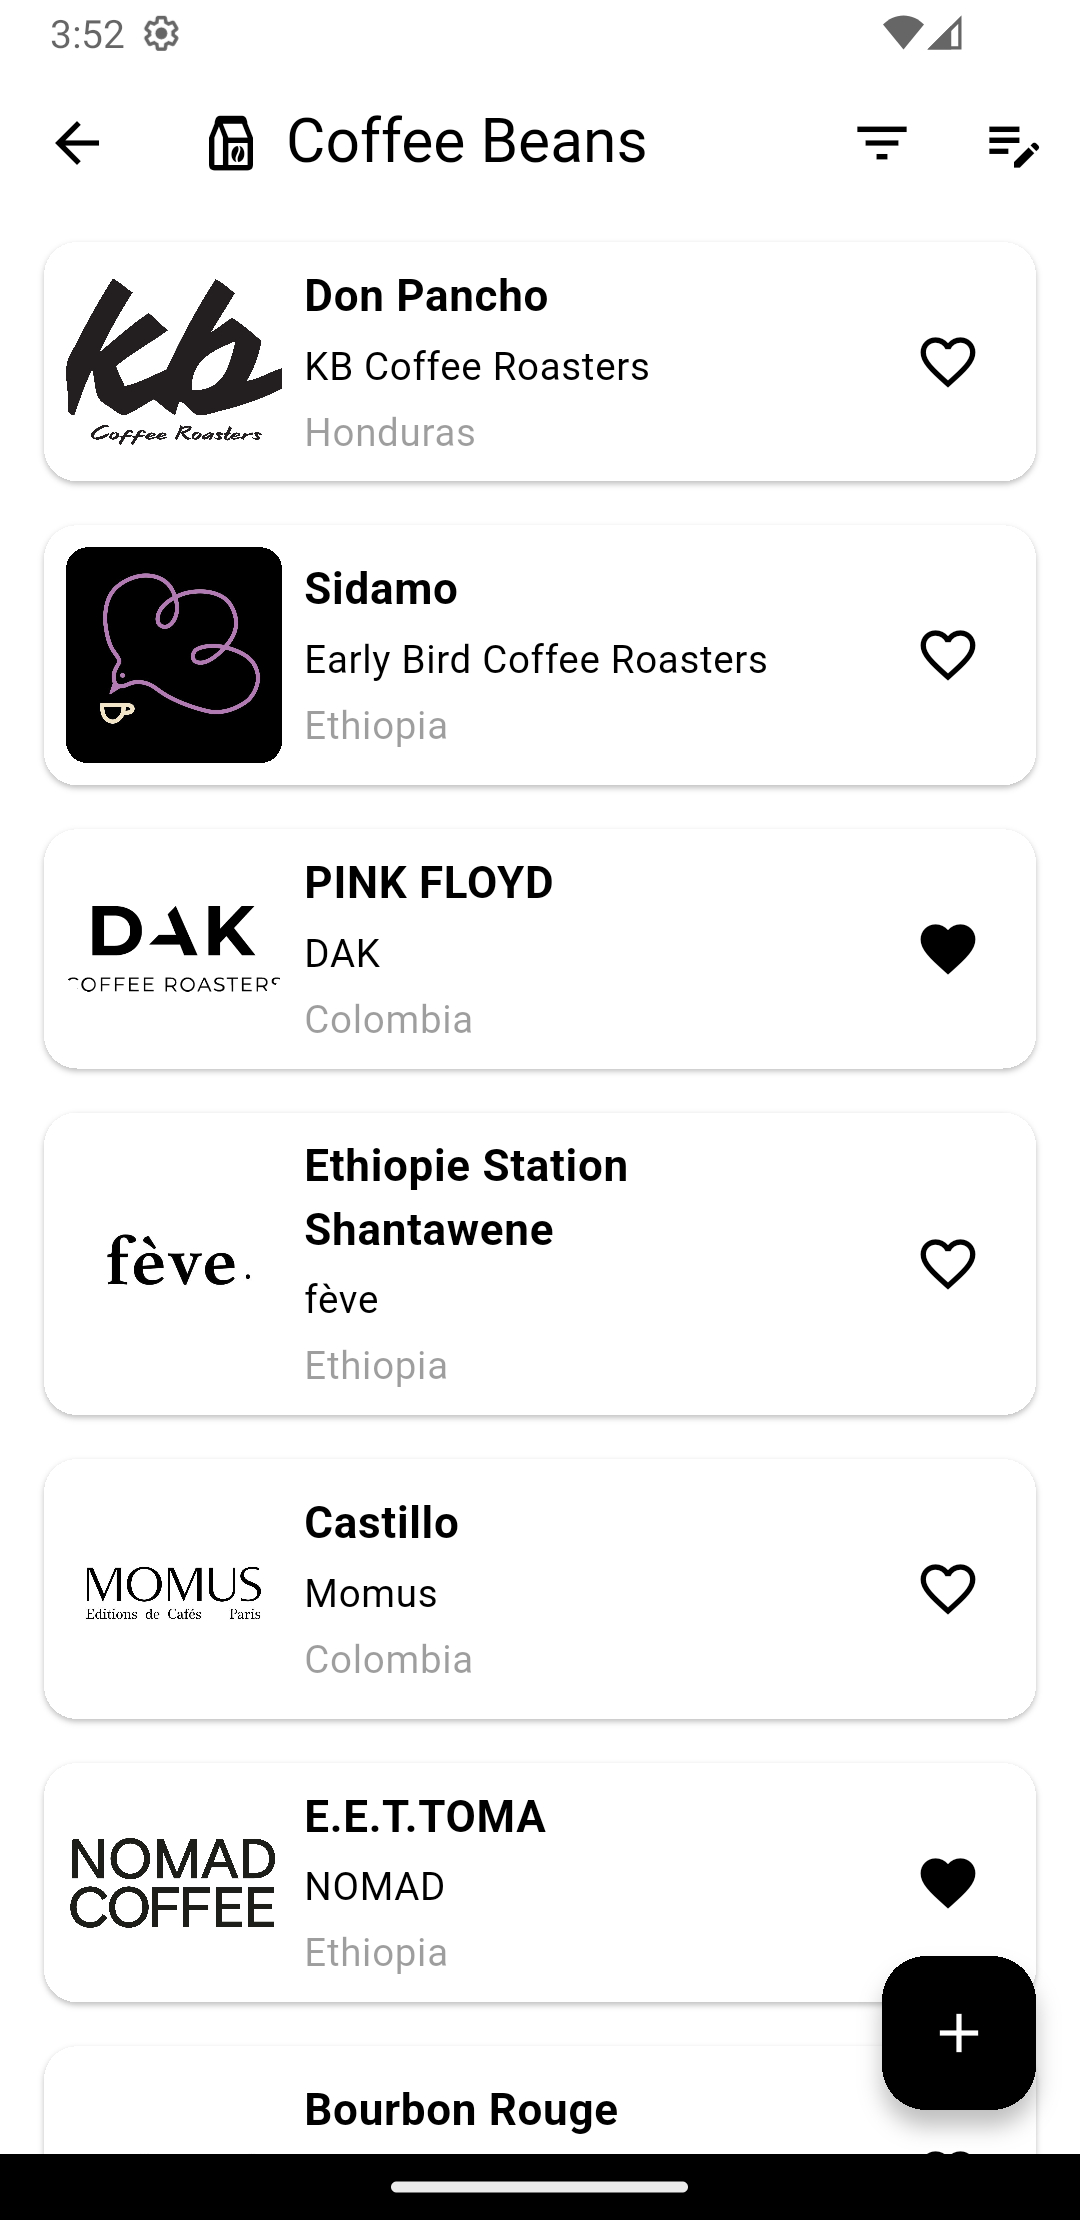 3:52
Coffee Beans
kb
Coffee Roasters
Don Pancho
KB Coffee Roasters
Honduras
Sidamo
Early Bird Coffee Roasters
Ethiopia
DAK
COFFEE ROASTERS
PINK FLOYD
DAK
Colombia
fève.
Ethiopie Station
Shantawene
fève
Ethiopia
MOMUS
Editions de Cafés Paris
Castillo
Momus
Colombia
NOMAD
COFFEE
E.E.T.TOMA
NOMAD
Ethiopia
Bourbon Rouge